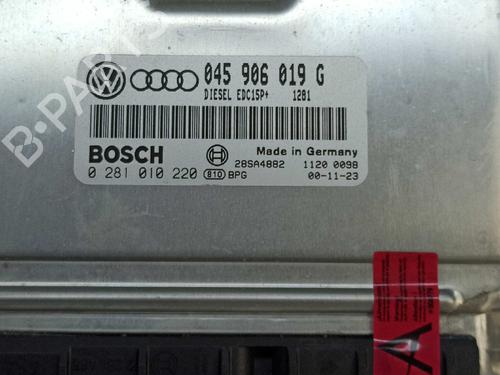 045 906 019 G
DIESEL EDC15P+ 1281
BOSCH
Made in Germany
28SA4882 1120 0098
0 281 010 220 810 BPG 00-11-23
B-PARTS
A